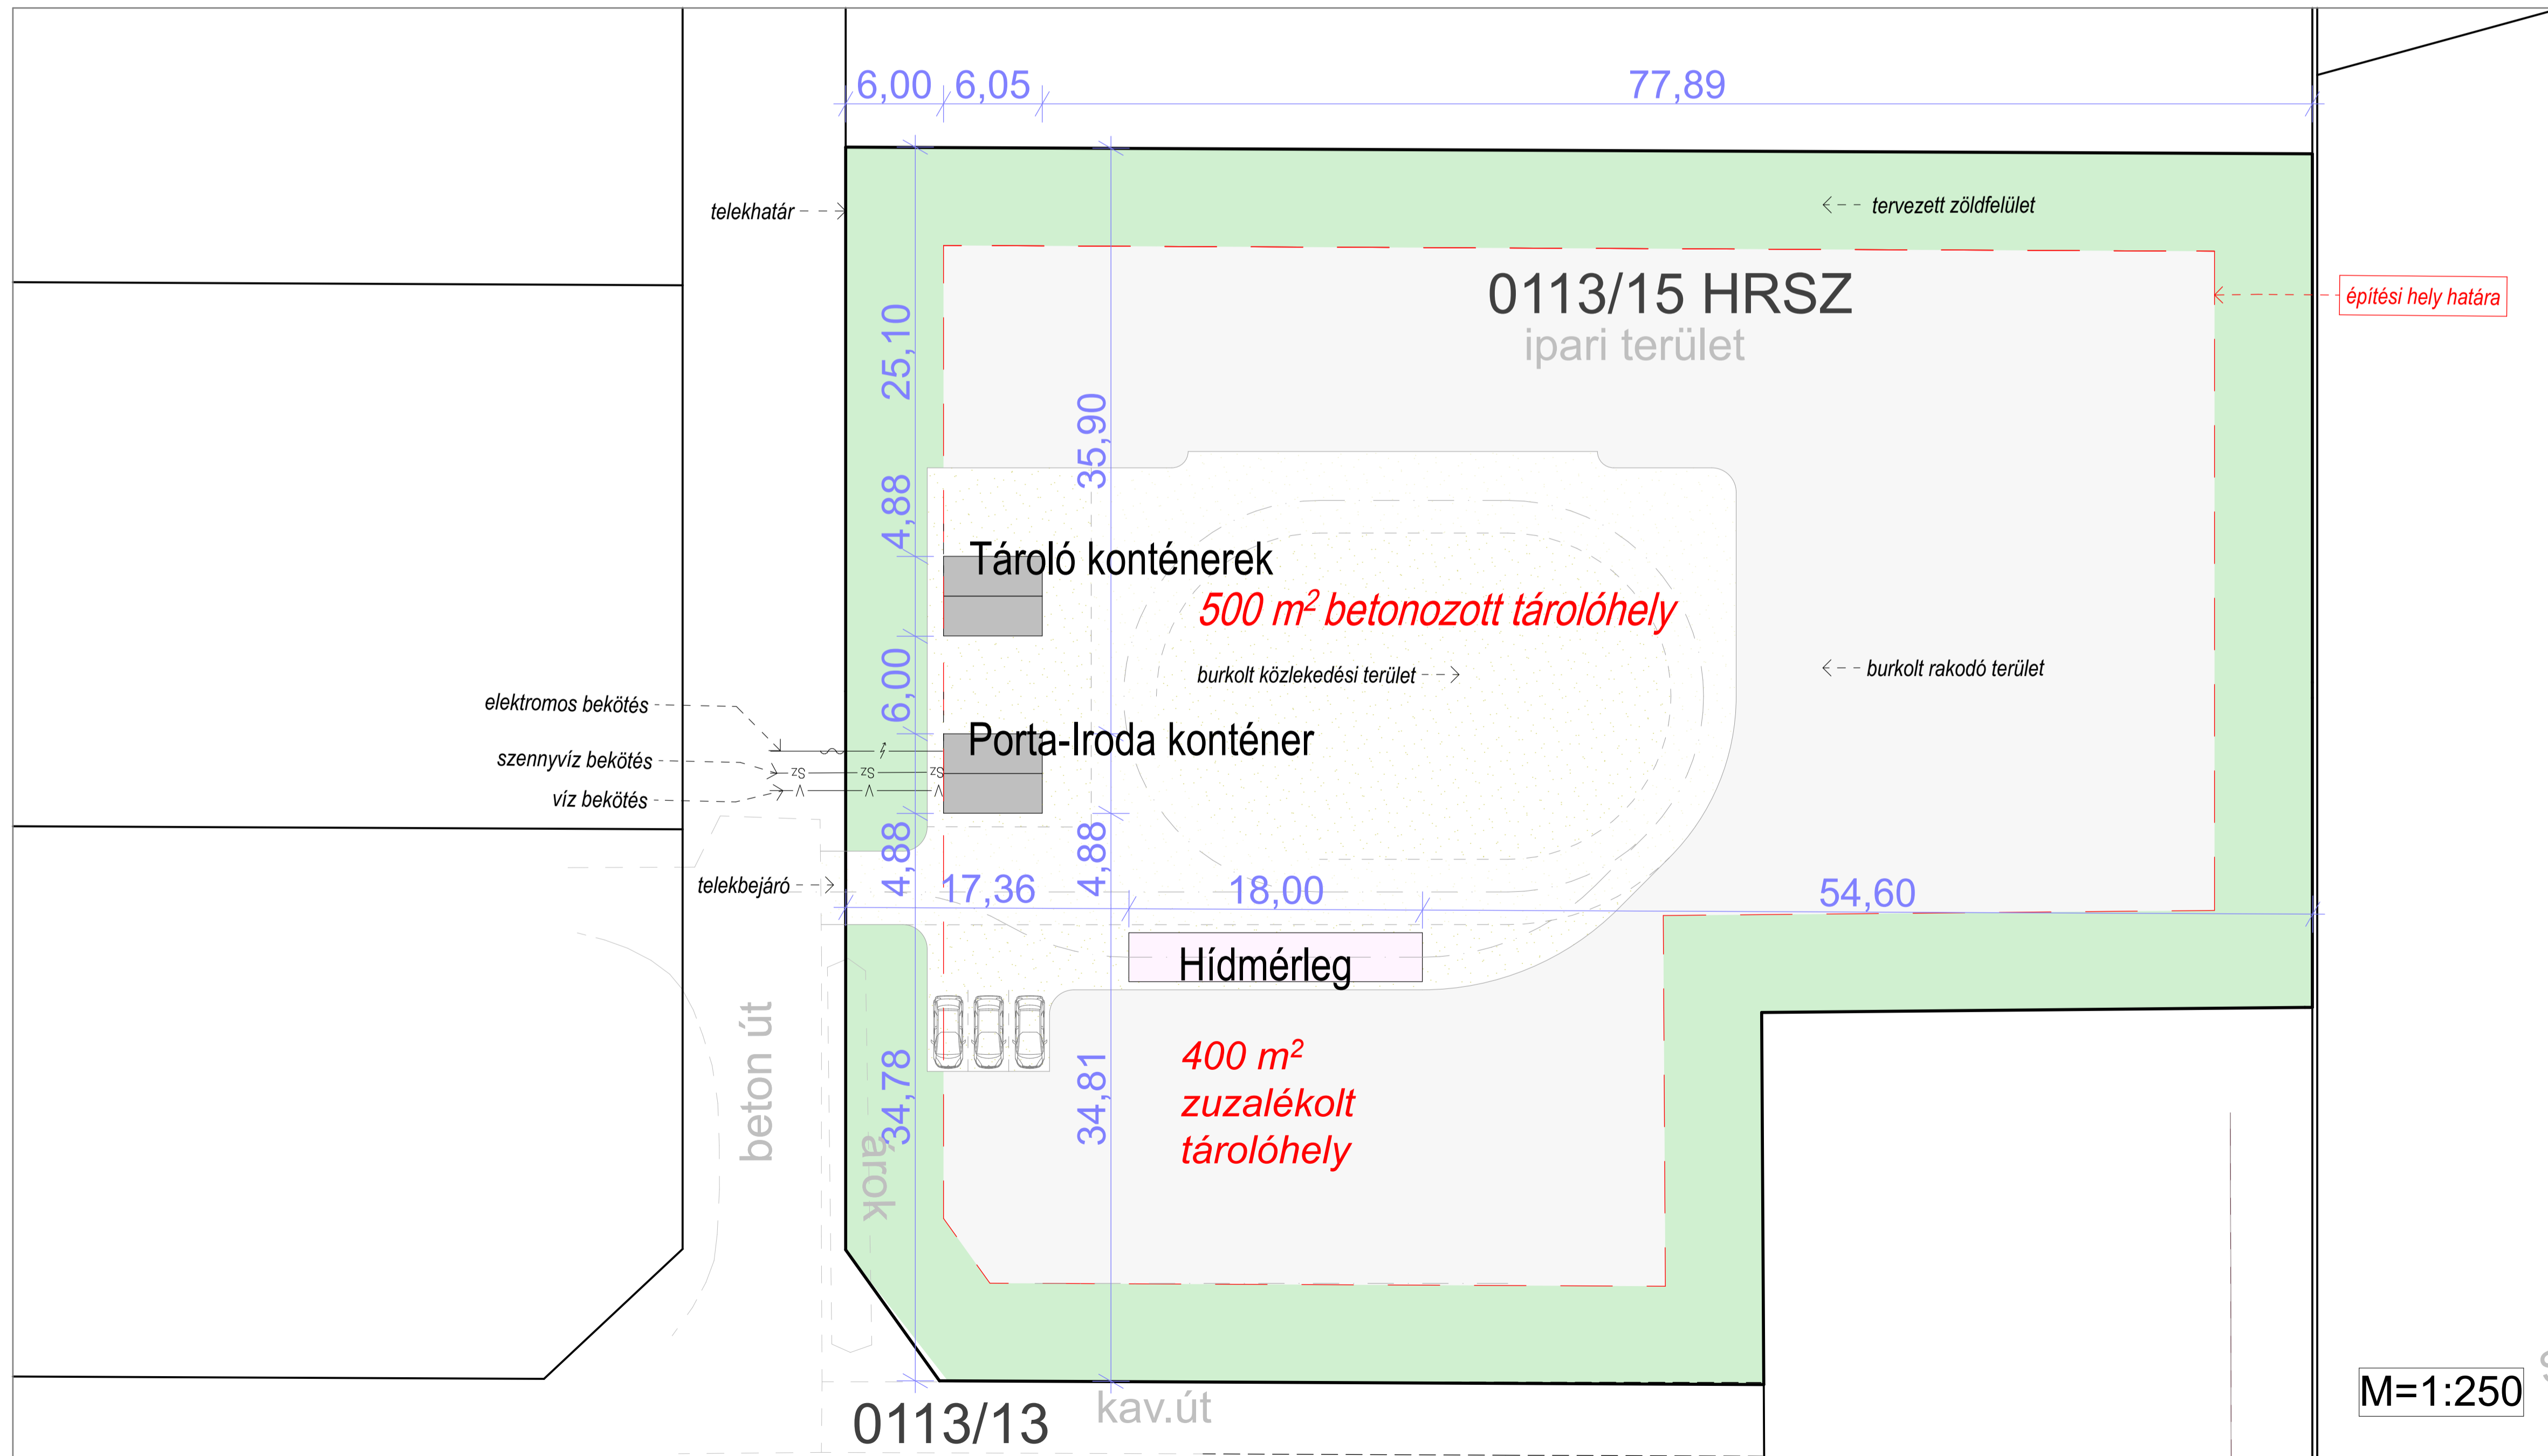 6,00
6,05
77,89
telekhatár
tervezett zöldfelület
0113/15 HRSZ
ipari terület
építési hely határa
25,10
35,90
4,88
Tároló konténerek
500 m² betonozott tárolóhely
burkolt közlekedési terület
burkolt rakodó terület
6,00
elektromos bekötés
szennyvíz bekötés
víz bekötés
Sz
Sz
Sz
V
V
V
Porta-Iroda konténer
telekbejáró
4,88
4,88
17,36
18,00
54,60
Hídmérleg
beton út
árok
34,78
34,81
400 m²
zuzalékolt
tárolóhely
0113/13
kav.út
M=1:250